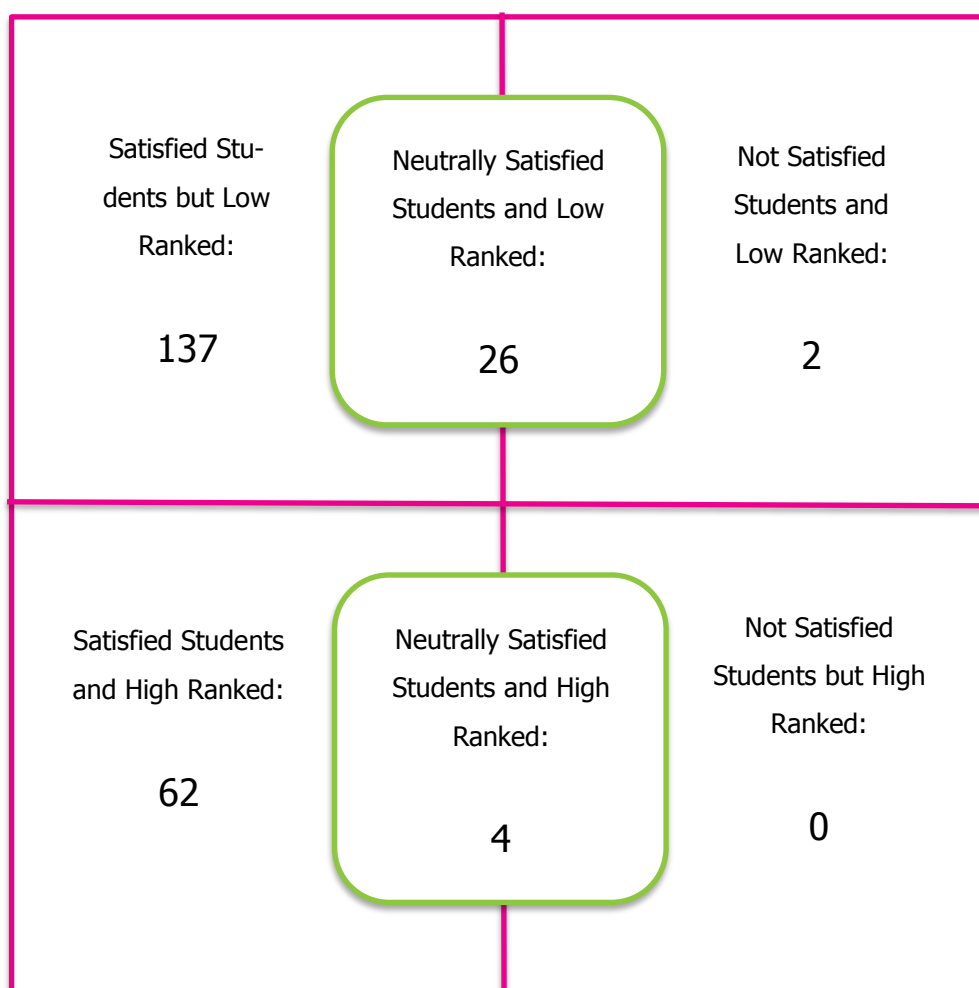 Satisfied Stu-
dents but Low
Ranked:
137
Neutrally Satisfied
Students and Low
Ranked:
26
Not Satisfied
Students and
Low Ranked:
2
Satisfied Students
and High Ranked:
62
Neutrally Satisfied
Students and High
Ranked:
4
Not Satisfied
Students but High
Ranked:
0